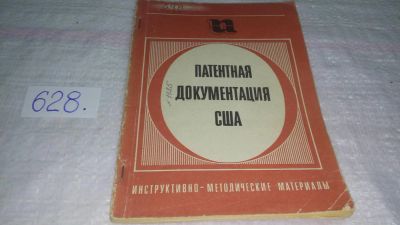 628.
ПАТЕНТНАЯ
ДОКУМЕНТАЦИЯ
США
ИНСТРУКТИВНО-МЕТОДИЧЕСКИЕ МАТЕРИАЛЫ